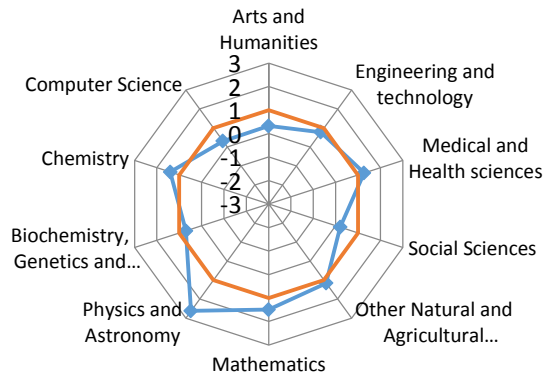 Arts and
Humanities
Engineering and
technology
Medical and
Health sciences
Social Sciences
Other Natural and
Agricultural...
Mathematics
Physics and
Astronomy
Biochemistry,
Genetics and...
Chemistry
Computer Science
3
2
1
0
-1
-2
-3